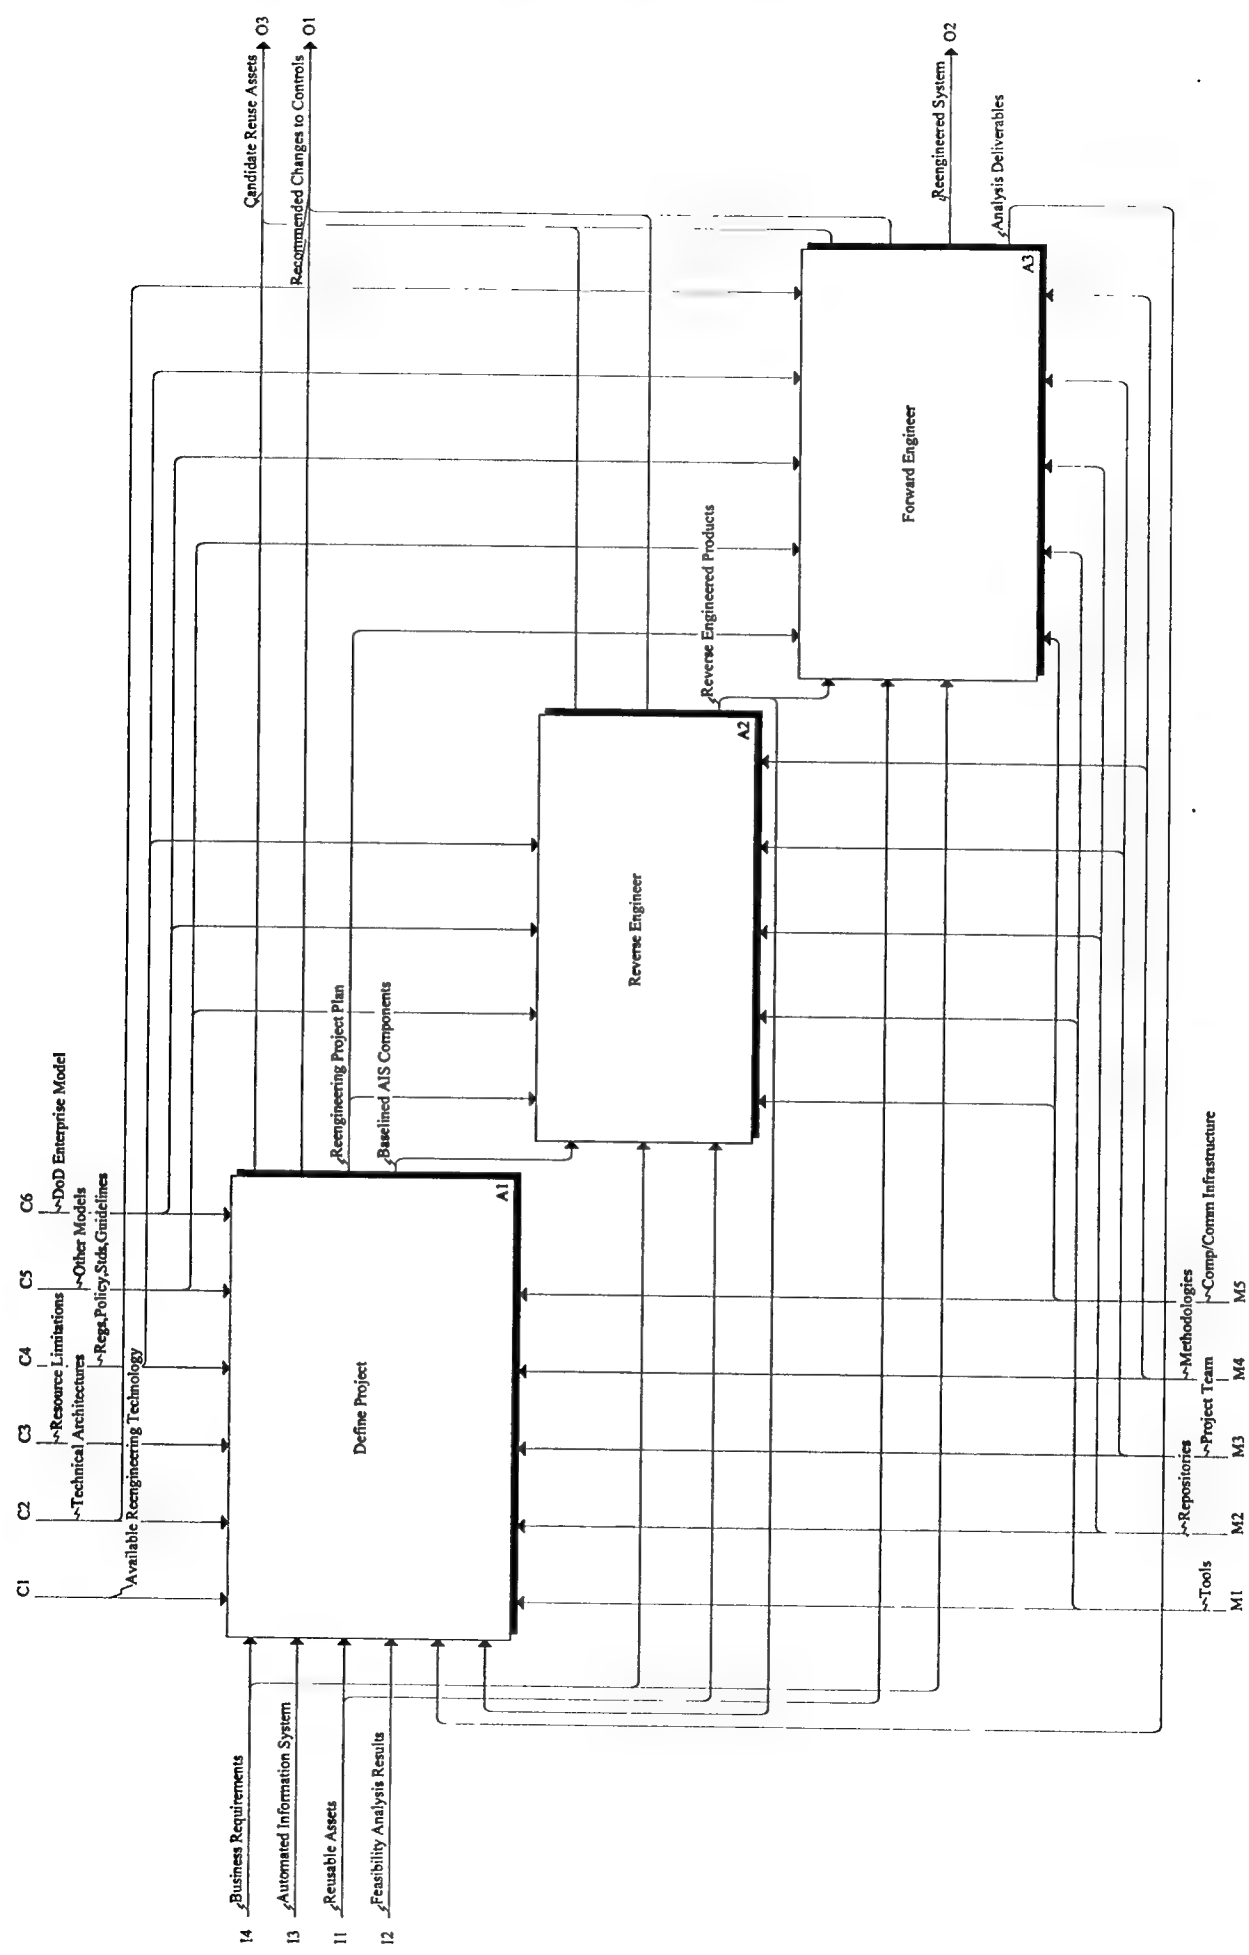 C1
C2
C3
C4
C5
C6
Available Reengineering Technology
Technical Architectures
Resource Limitations
Regs,Policy,Stds,Guidelines
Other Models
DoD Enterprise Model
I4
Business Requirements
I3
Automated Information System
I1
Reusable Assets
I2
Feasibility Analysis Results
Define Project
A1
Candidate Reuse Assets
O3
Recommended Changes to Controls
O1
Reengineering Project Plan
Baselined AIS Components
Reverse Engineer
A2
Reverse Engineered Products
Forward Engineer
A3
Reengineered System
O2
Analysis Deliverables
Tools
Repositories
Project Team
Methodologies
Comp/Comm Infrastructure
M1
M2
M3
M4
M5